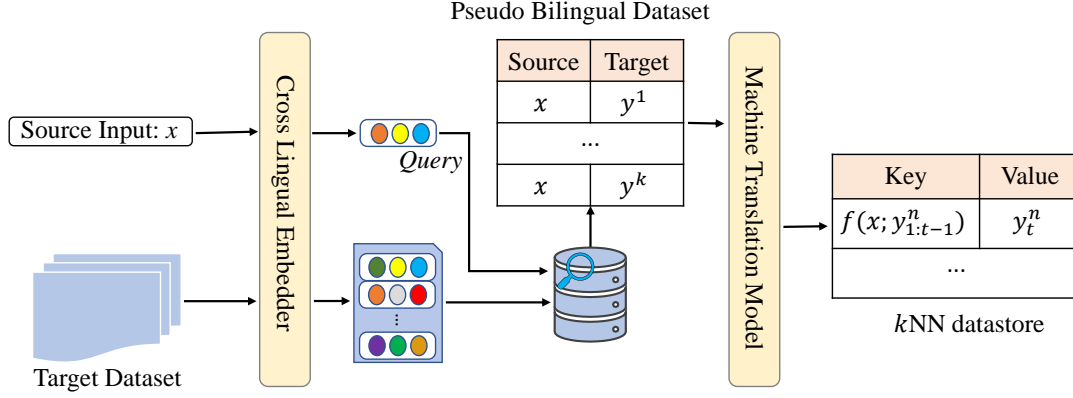 Pseudo Bilingual Dataset
Source Input: x
Cross Lingual Embedder
Query
Source Target
x y^1
...
x y^k
Machine Translation Model
Key Value
f(x; y^n_{1:t-1}) y^n_t
...
kNN datastore
...
Target Dataset